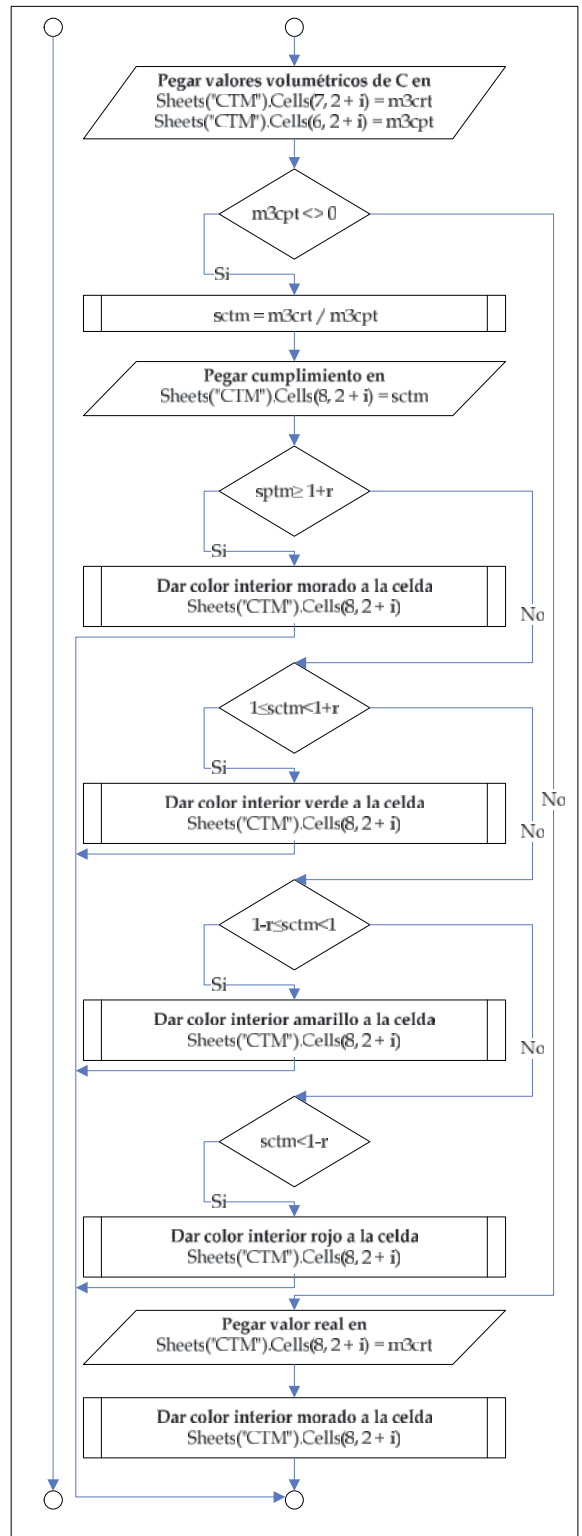 Pegar valores volumétricos de C en
Sheets("CTM").Cells(7, 2 + i) = m3crt
Sheets("CTM").Cells(6, 2 + i) = m3cpt
m3cpt <> 0
Si
sctm = m3crt / m3cpt
Pegar cumplimiento en
Sheets("CTM").Cells(8, 2 + i) = sctm
sptm≥ 1+r
Si
Dar color interior morado a la celda
Sheets("CTM").Cells(8, 2 + i)
No
1≤sctm<1+r
Si
Dar color interior verde a la celda
Sheets("CTM").Cells(8, 2 + i)
No
No
1-r≤sctm<1
Si
Dar color interior amarillo a la celda
Sheets("CTM").Cells(8, 2 + i)
No
sctm<1-r
Si
Dar color interior rojo a la celda
Sheets("CTM").Cells(8, 2 + i)
Pegar valor real en
Sheets("CTM").Cells(8, 2 + i) = m3crt
Dar color interior morado a la celda
Sheets("CTM").Cells(8, 2 + i)